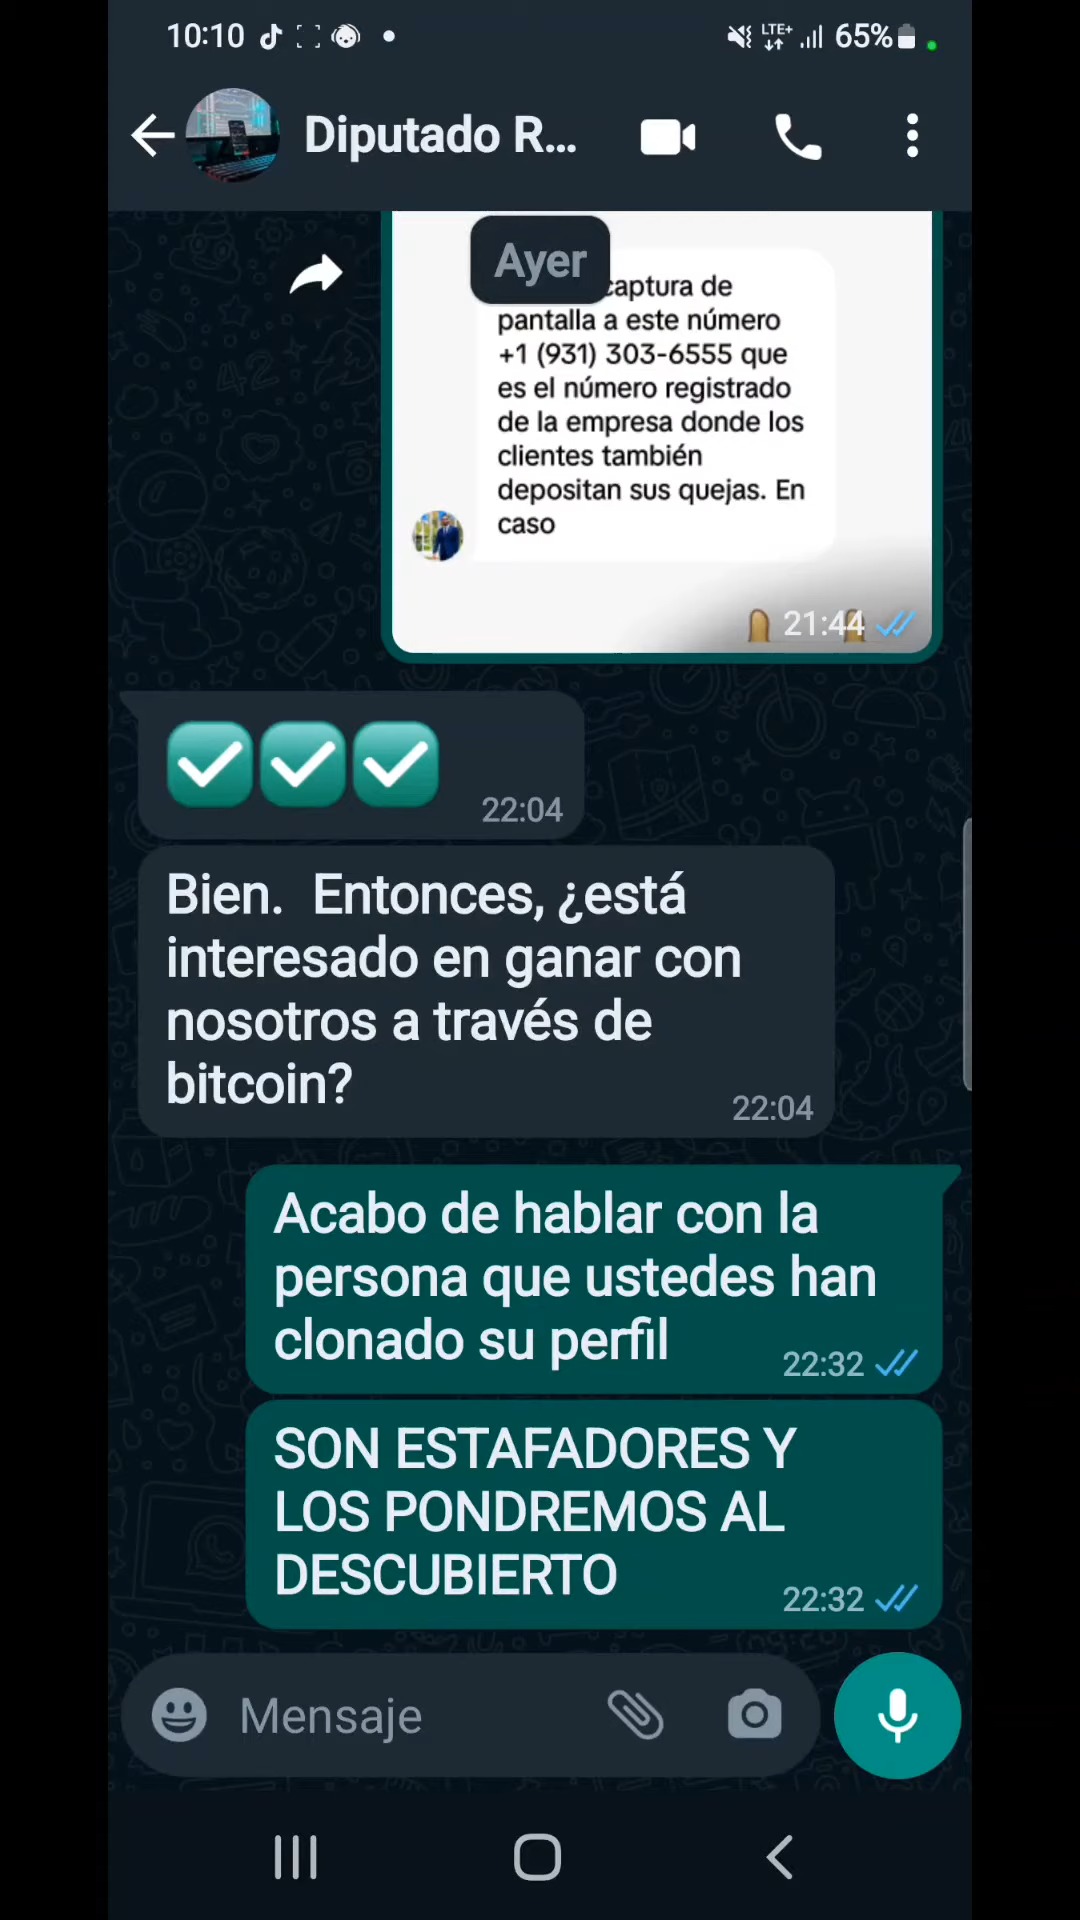 10:10
LTE+
65%
Diputado R...
Ayer
captura de
pantalla a este número
+1 (931) 303-6555 que
es el número registrado
de la empresa donde los
clientes también
depositan sus quejas. En
caso
21:44
✅✅✅
22:04
Bien. Entonces, ¿está
interesado en ganar con
nosotros a través de
bitcoin?
22:04
Acabo de hablar con la
persona que ustedes han
clonado su perfil
22:32
SON ESTAFADORES Y
LOS PONDREMOS AL
DESCUBIERTO
22:32
Mensaje